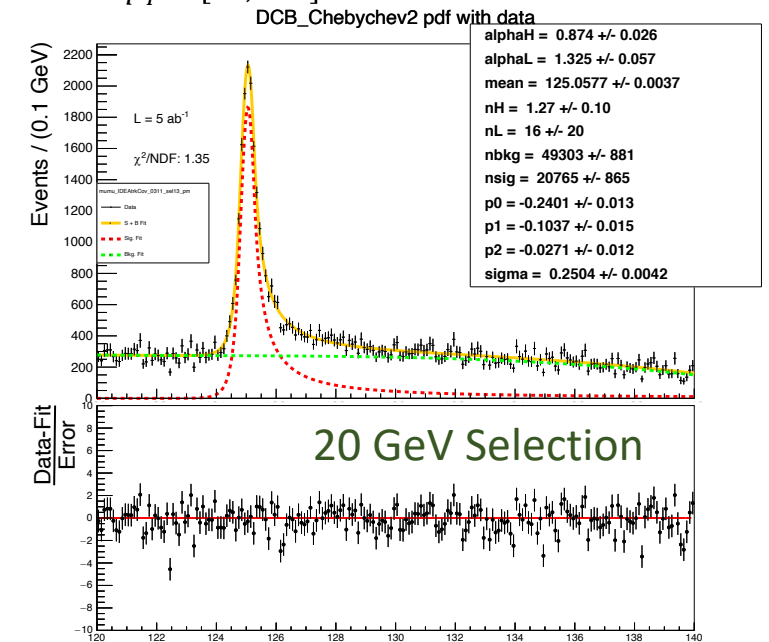 DCB_Chebychev2 pdf with data
alphaH = 0.874 +/- 0.026
alphaL = 1.325 +/- 0.057
mean = 125.0577 +/- 0.0037
nH = 1.27 +/- 0.10
nL = 16 +/- 20
nbkg = 49303 +/- 881
nsig = 20765 +/- 865
p0 = -0.2401 +/- 0.013
p1 = -0.1037 +/- 0.015
p2 = -0.0271 +/- 0.012
sigma = 0.2504 +/- 0.0042
Events / (0.1 GeV)
2200
2000
1800
1600
1400
1200
1000
800
600
400
200
0
L = 5 ab⁻¹
χ²/NDF: 1.35
mumu_IDEAtrkCov_0311_sel13_pm
Data
S + B Fit
Sig. Fit
Bkg. Fit
Data-Fit
Error
10
8
6
4
2
0
−2
−4
−6
−8
−10
20 GeV Selection
120 122 124 126 128 130 132 134 136 138 140